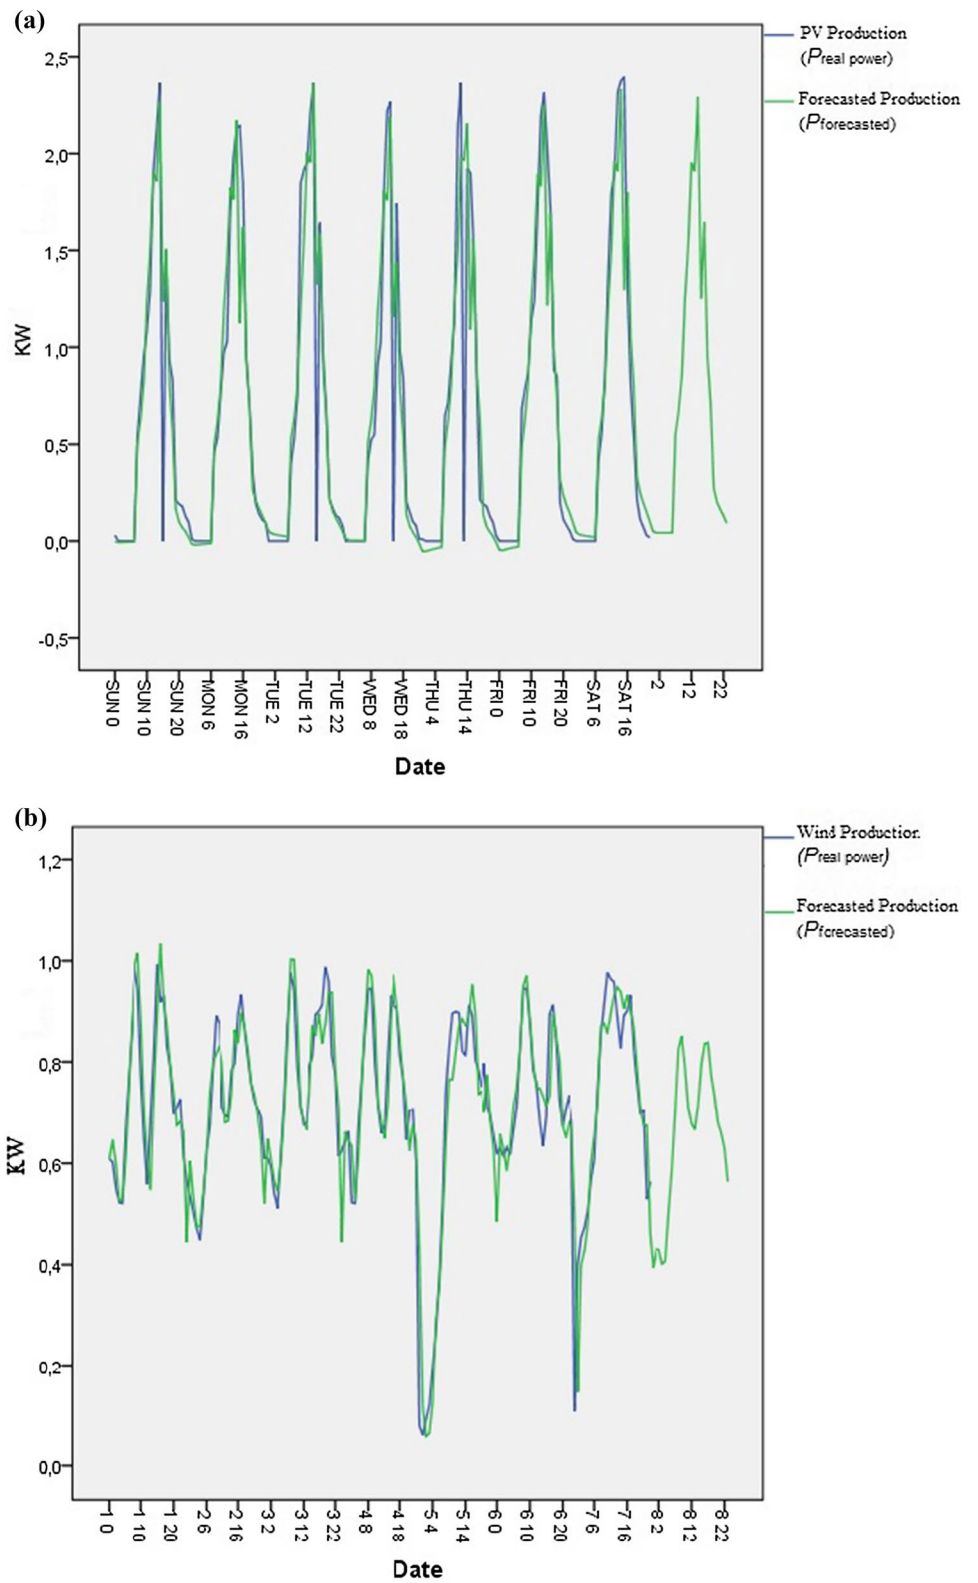 (a)
PV Production
(Preal power)
Forecasted Production
(Pforecasted)
2,5
2,0
1,5
1,0
0,5
0,0
-0,5
KW
SUN 0
SUN 10
SUN 20
MON 6
MON 16
TUE 2
TUE 12
TUE 22
WED 8
WED 18
THU 4
THU 14
FRI 0
FRI 10
FRI 20
SAT 6
SAT 16
2
12
22
Date
(b)
Wind Production
(Preal power)
Forecasted Production
(Pforecasted)
1,2
1,0
0,8
0,6
0,4
0,2
0,0
KW
1 0
1 10
1 20
2 6
2 16
3 2
3 12
3 22
4 8
4 18
5 4
5 14
6 0
6 10
6 20
7 6
7 16
8 2
8 12
8 22
Date